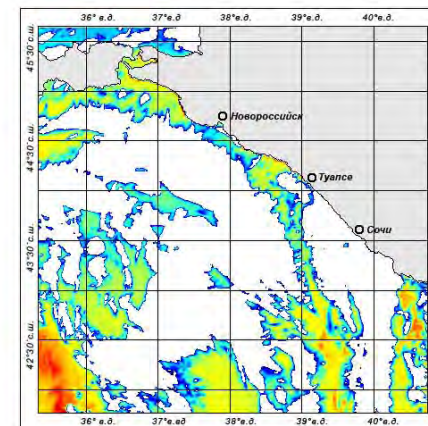 36° в.д. 37° в.д. 38° в.д. 39° в.д. 40° в.д.
45°30' с.ш.
Новороссийск
44°30' с.ш.
Туапсе
Сочи
43°30' с.ш.
42°30' с.ш.
36°в.д. 37°в.д. 38°в.д. 39°в.д. 40°в.д.